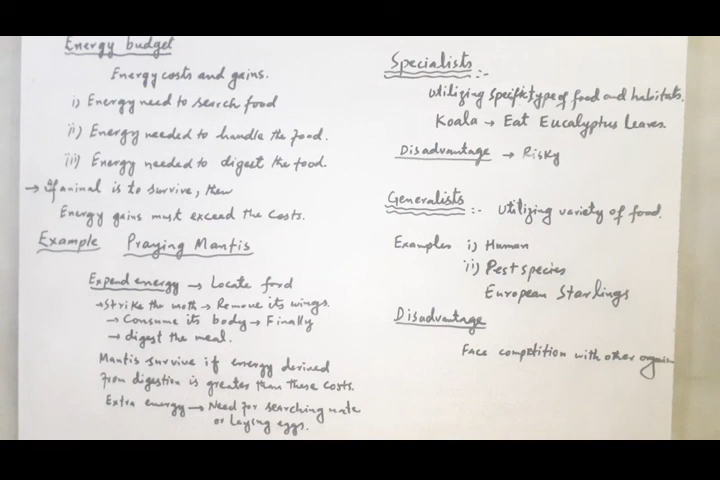 Energy budget
Energy costs and gains.
i) Energy need to search food
ii) Energy needed to handle the food.
iii) Energy needed to digest the food.
→ If animal is to survive, then
Energy gains must exceed the costs.
Example Praying Mantis
Expend energy → Locate food
→ Strike the moth → Remove its wings.
→ Consume its body → Finally
→ digest the meal.
Mantis survive if energy derived
from digestion is greater than these costs.
Extra energy → Need for searching mate
or Laying eggs.
Specialists :-
Utilizing specific type of food and habitats.
Koala → Eat Eucalyptus leaves.
Disadvantage → Risky
Generalists :- Utilizing variety of food.
Examples i) Human
ii) Pest species
European Starlings
Disadvantage
Face competition with other organism